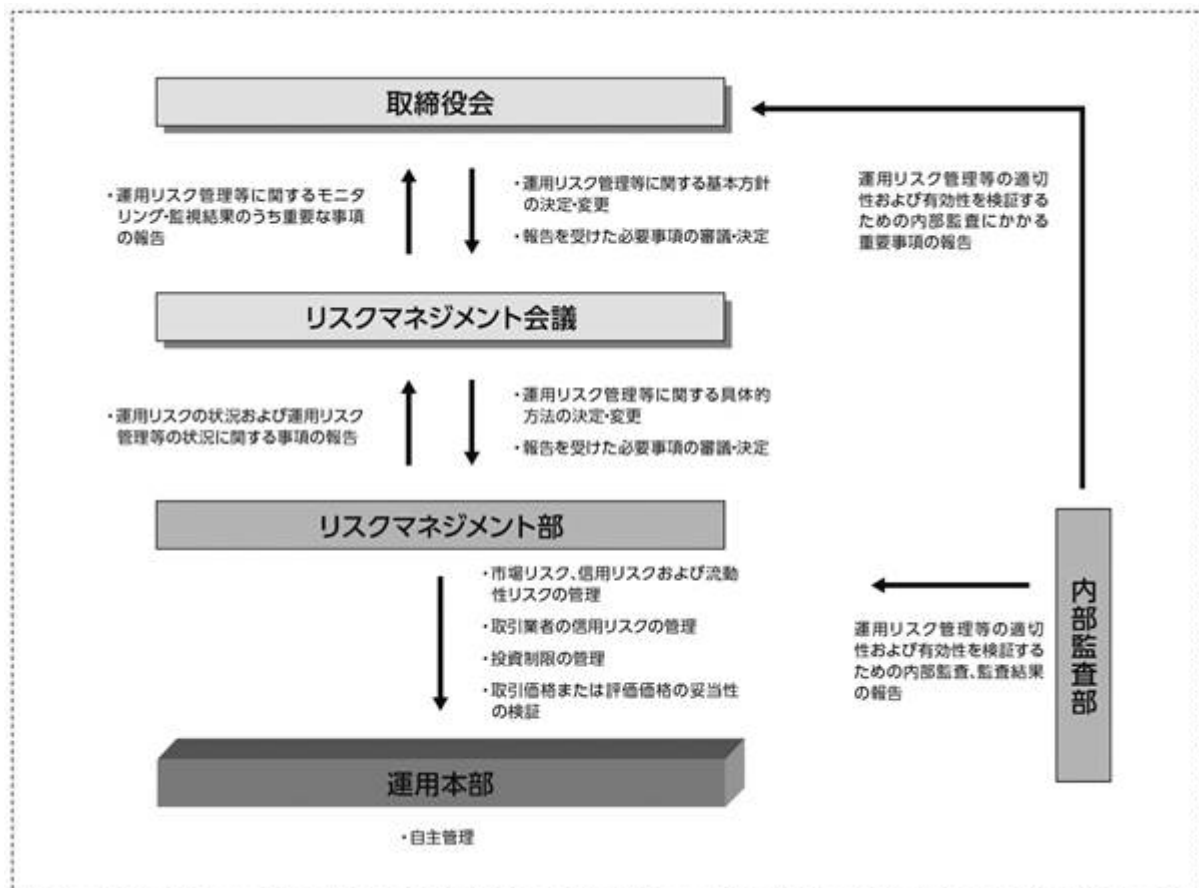 取締役会
・運用リスク管理等に関するモニタ
リング・監視結果のうち重要な事項
の報告
・運用リスク管理等に関する基本方針
の決定・変更
・報告を受けた必要事項の審議・決定
運用リスク管理等の適切
性および有効性を検証す
るための内部監査にかかる
重要事項の報告
リスクマネジメント会議
・運用リスクの状況および運用リスク
管理等の状況に関する事項の報告
・運用リスク管理等に関する具体的
方法の決定・変更
・報告を受けた必要事項の審議・決定
リスクマネジメント部
・市場リスク、信用リスクおよび流動
性リスクの管理
・取引業者の信用リスクの管理
・投資制限の管理
・取引価格または評価価格の妥当性
の検証
運用リスク管理等の適切
性および有効性を検証する
ための内部監査、監査結果
の報告
内部監査部
運用本部
・自主管理